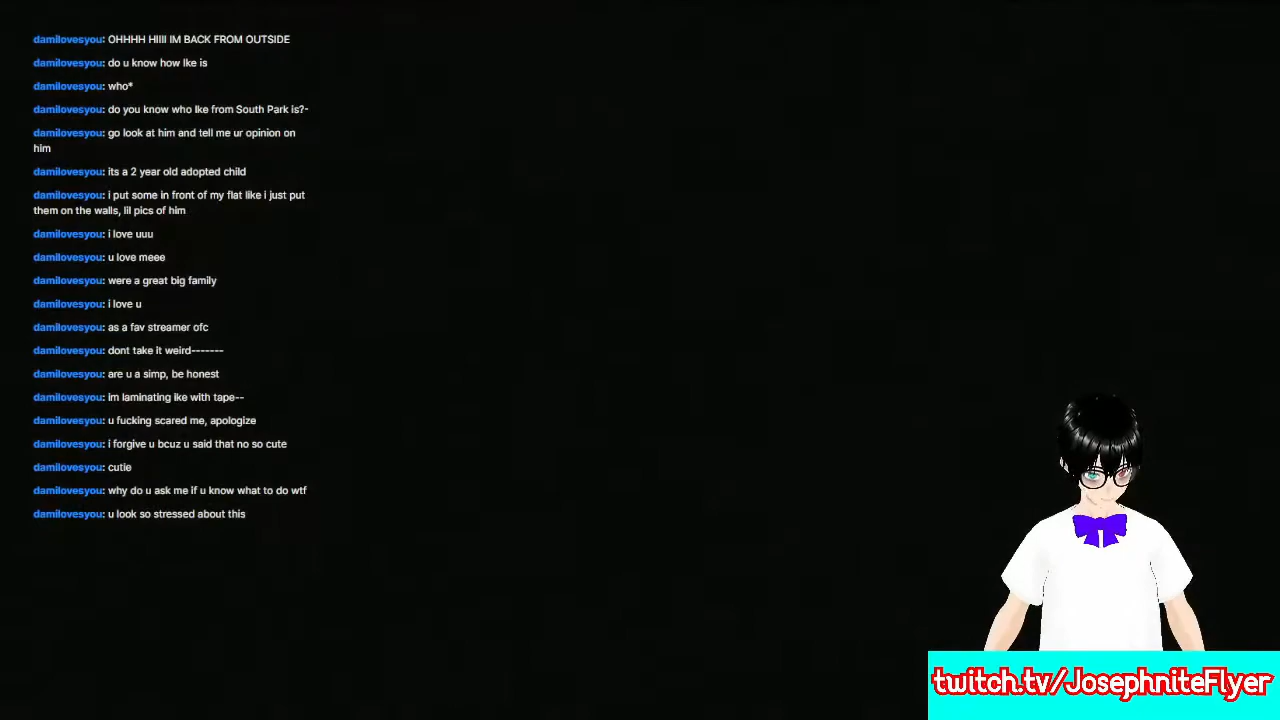 damilovesyou: OHHHH HIIII IM BACK FROM OUTSIDE
damilovesyou: do u know how Ike is
damilovesyou: who*
damilovesyou: do you know who Ike from South Park is?-
damilovesyou: go look at him and tell me ur opinion on
him
damilovesyou: its a 2 year old adopted child
damilovesyou: i put some in front of my flat like i just put
them on the walls, lil pics of him
damilovesyou: i love uuu
damilovesyou: u love meee
damilovesyou: were a great big family
damilovesyou: i love u
damilovesyou: as a fav streamer ofc
damilovesyou: dont take it weird-------
damilovesyou: are u a simp, be honest
damilovesyou: im laminating ike with tape--
damilovesyou: u fucking scared me, apologize
damilovesyou: i forgive u bcuz u said that no so cute
damilovesyou: cutie
damilovesyou: why do u ask me if u know what to do wtf
damilovesyou: u look so stressed about this
twitch.tv/JosephniteFlyer